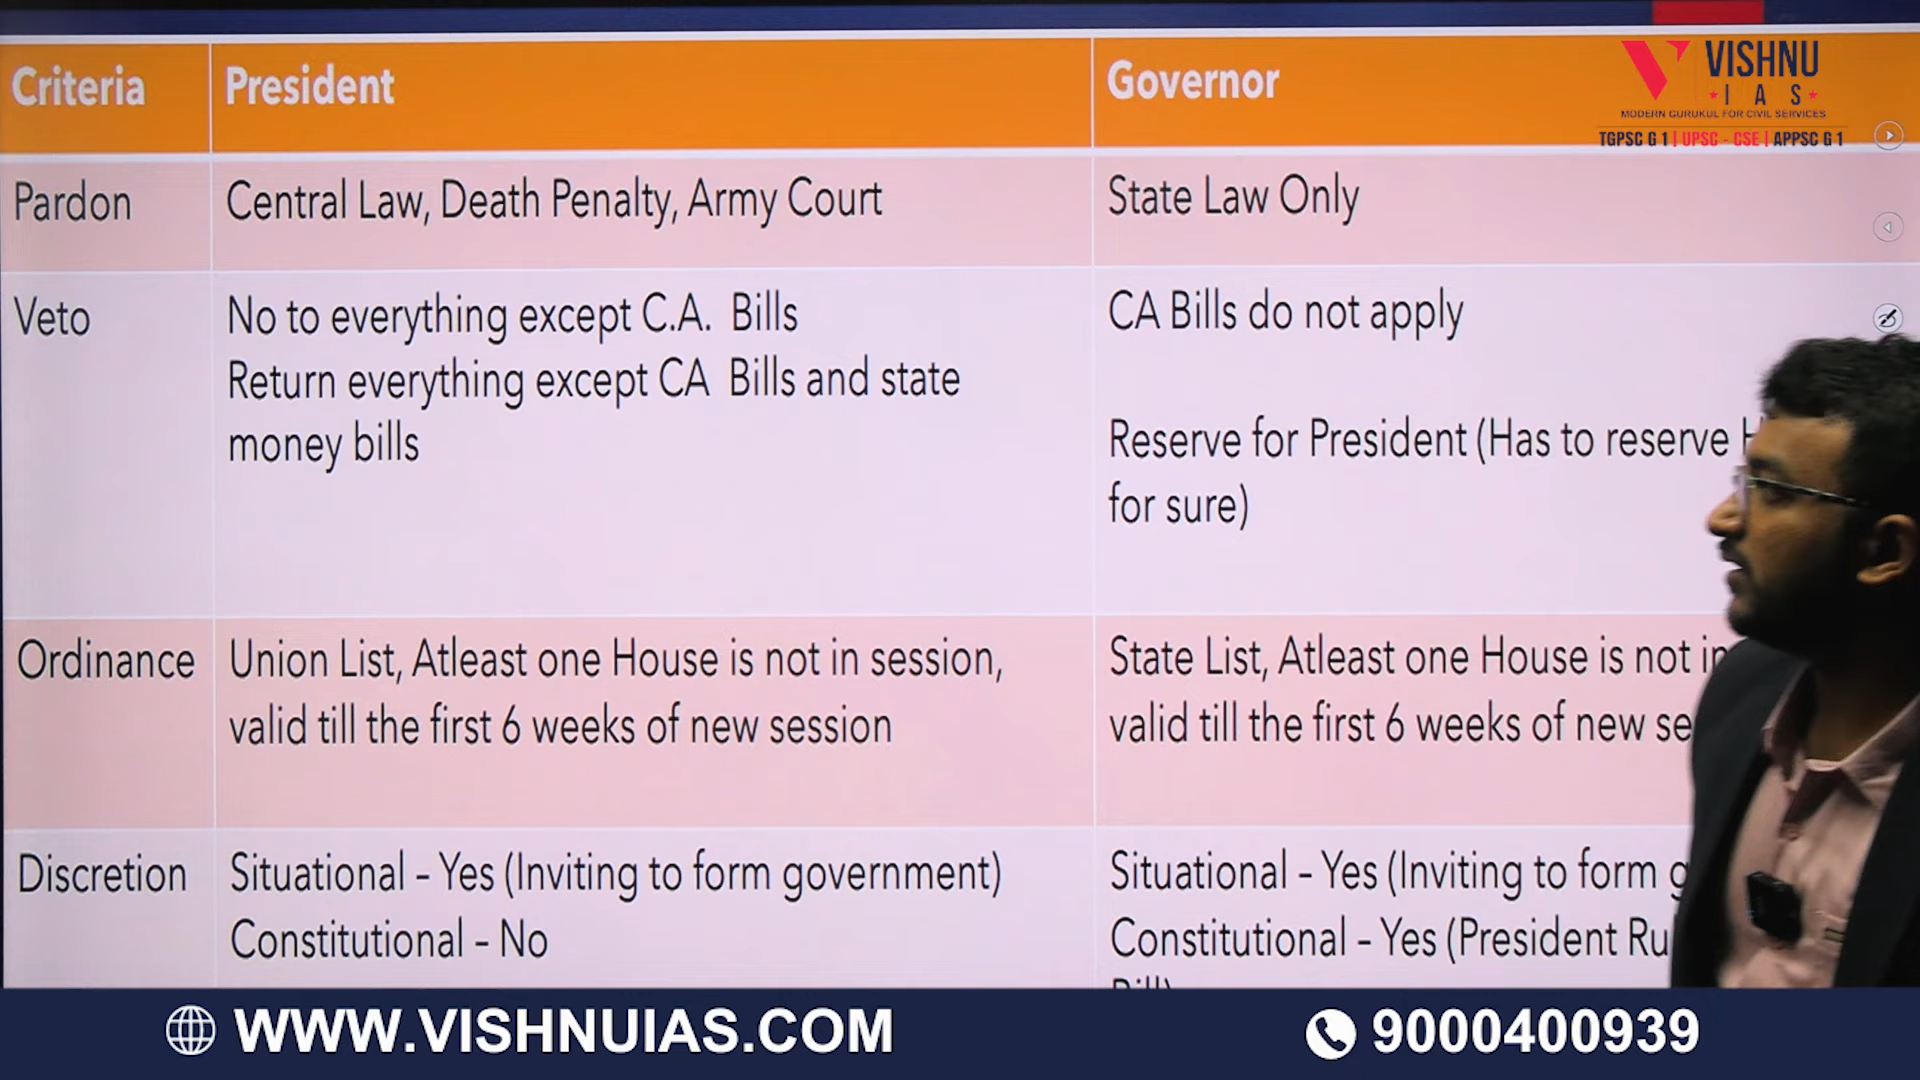 Criteria
President
Governor
VISHNU
IAS
MODERN GURUKUL FOR CIVIL SERVICES
TGPSC G 1 | UPSC - CSE | APPSC G 1
Pardon
Central Law, Death Penalty, Army Court
State Law Only
Veto
No to everything except C.A. Bills
Return everything except CA Bills and state
money bills
CA Bills do not apply
Reserve for President (Has to reserve
for sure)
Ordinance
Union List, Atleast one House is not in session,
valid till the first 6 weeks of new session
State List, Atleast one House is not in
valid till the first 6 weeks of new
Discretion
Situational - Yes (Inviting to form government)
Constitutional - No
Situational - Yes (Inviting to form
Constitutional - Yes (President
WWW.VISHNUIAS.COM
9000400939